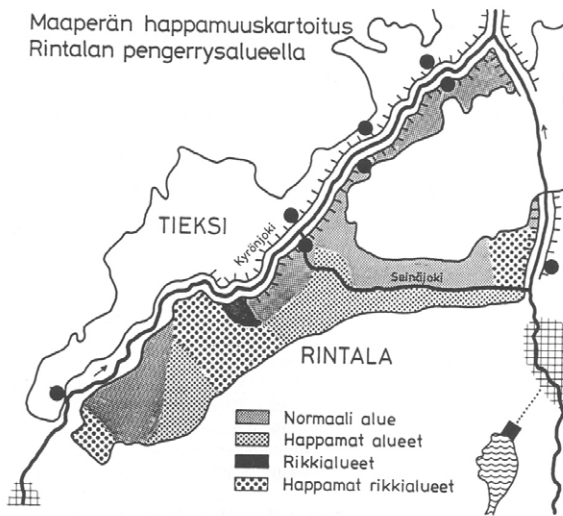 Maaperän happamuuskartoitus
Rintalan pengerrysalueella
TIEKSI
Kyrönjoki
Seinäjoki
RINTALA
Normaali alue
Happamat alueet
Rikkialueet
Happamat rikkialueet